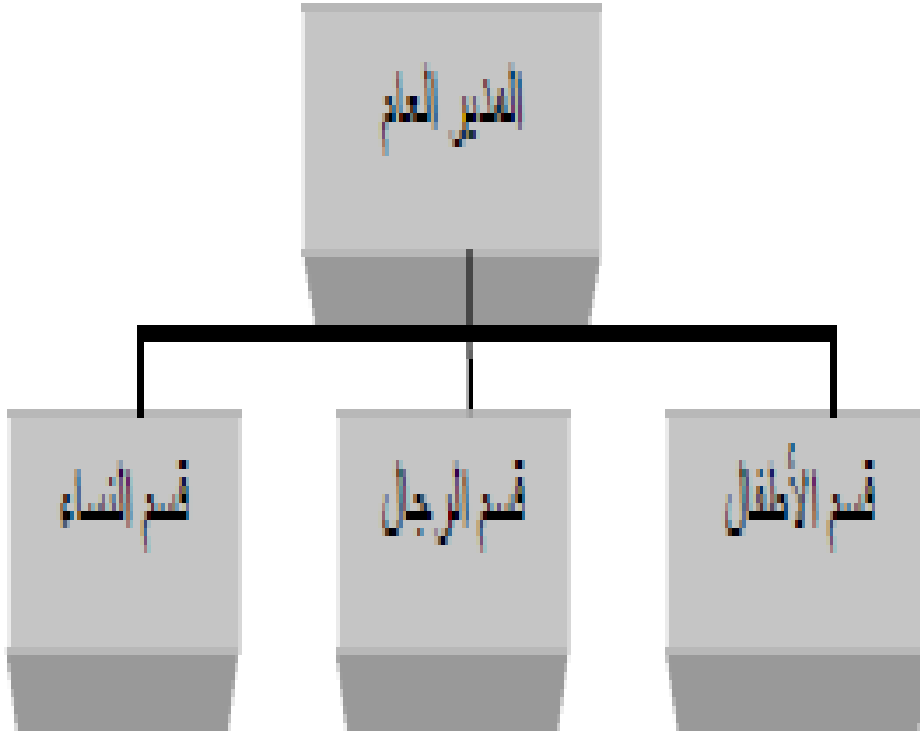 المدير العام
قسم الأطفال
قسم الرجال
قسم النساء